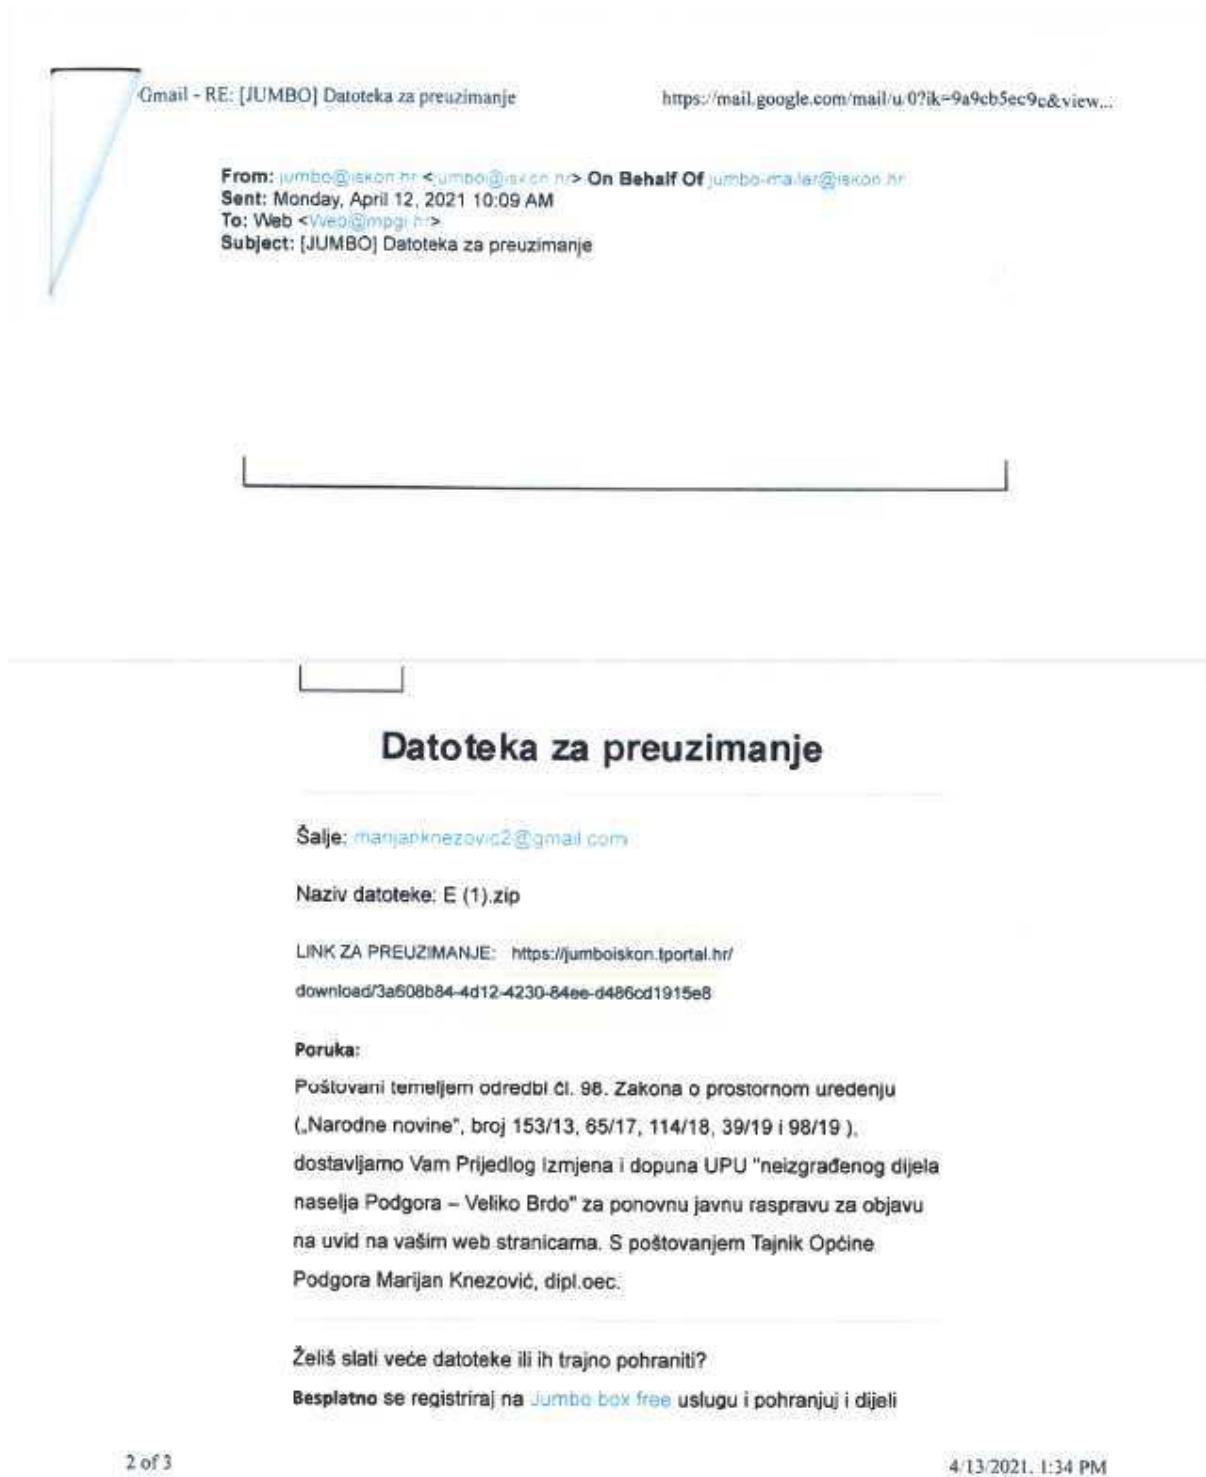 Gmail - RE: [JUMBO] Datoteka za preuzimanje https://mail.google.com/mail/u/0?ik=9a9cb5ec9c&view...
From: jumbo@iskon.hr <jumbo@iskon.hr> On Behalf Of jumbo-mailer@iskon.hr
Sent: Monday, April 12, 2021 10:09 AM
To: Web <Web@mpgi.hr>
Subject: [JUMBO] Datoteka za preuzimanje
Datoteka za preuzimanje
Šalje: marijanknezovic2@gmail.com
Naziv datoteke: E (1).zip
LINK ZA PREUZIMANJE: https://jumboiskon.tportal.hr/
download/3a608b84-4d12-4230-84ee-d486cd1915e8
Poruka:
Poštovani temeljem odredbi čl. 98. Zakona o prostornom uređenju
(„Narodne novine", broj 153/13, 65/17, 114/18, 39/19 i 98/19 ),
dostavljamo Vam Prijedlog Izmjena i dopuna UPU "neizgrađenog dijela
naselja Podgora – Veliko Brdo" za ponovnu javnu raspravu za objavu
na uvid na vašim web stranicama. S poštovanjem Tajnik Općine
Podgora Marijan Knezović, dipl.oec.
Želiš slati veće datoteke ili ih trajno pohraniti?
Besplatno se registriraj na Jumbo box free uslugu i pohranjuj i dijeli
2 of 3 4/13/2021, 1:34 PM